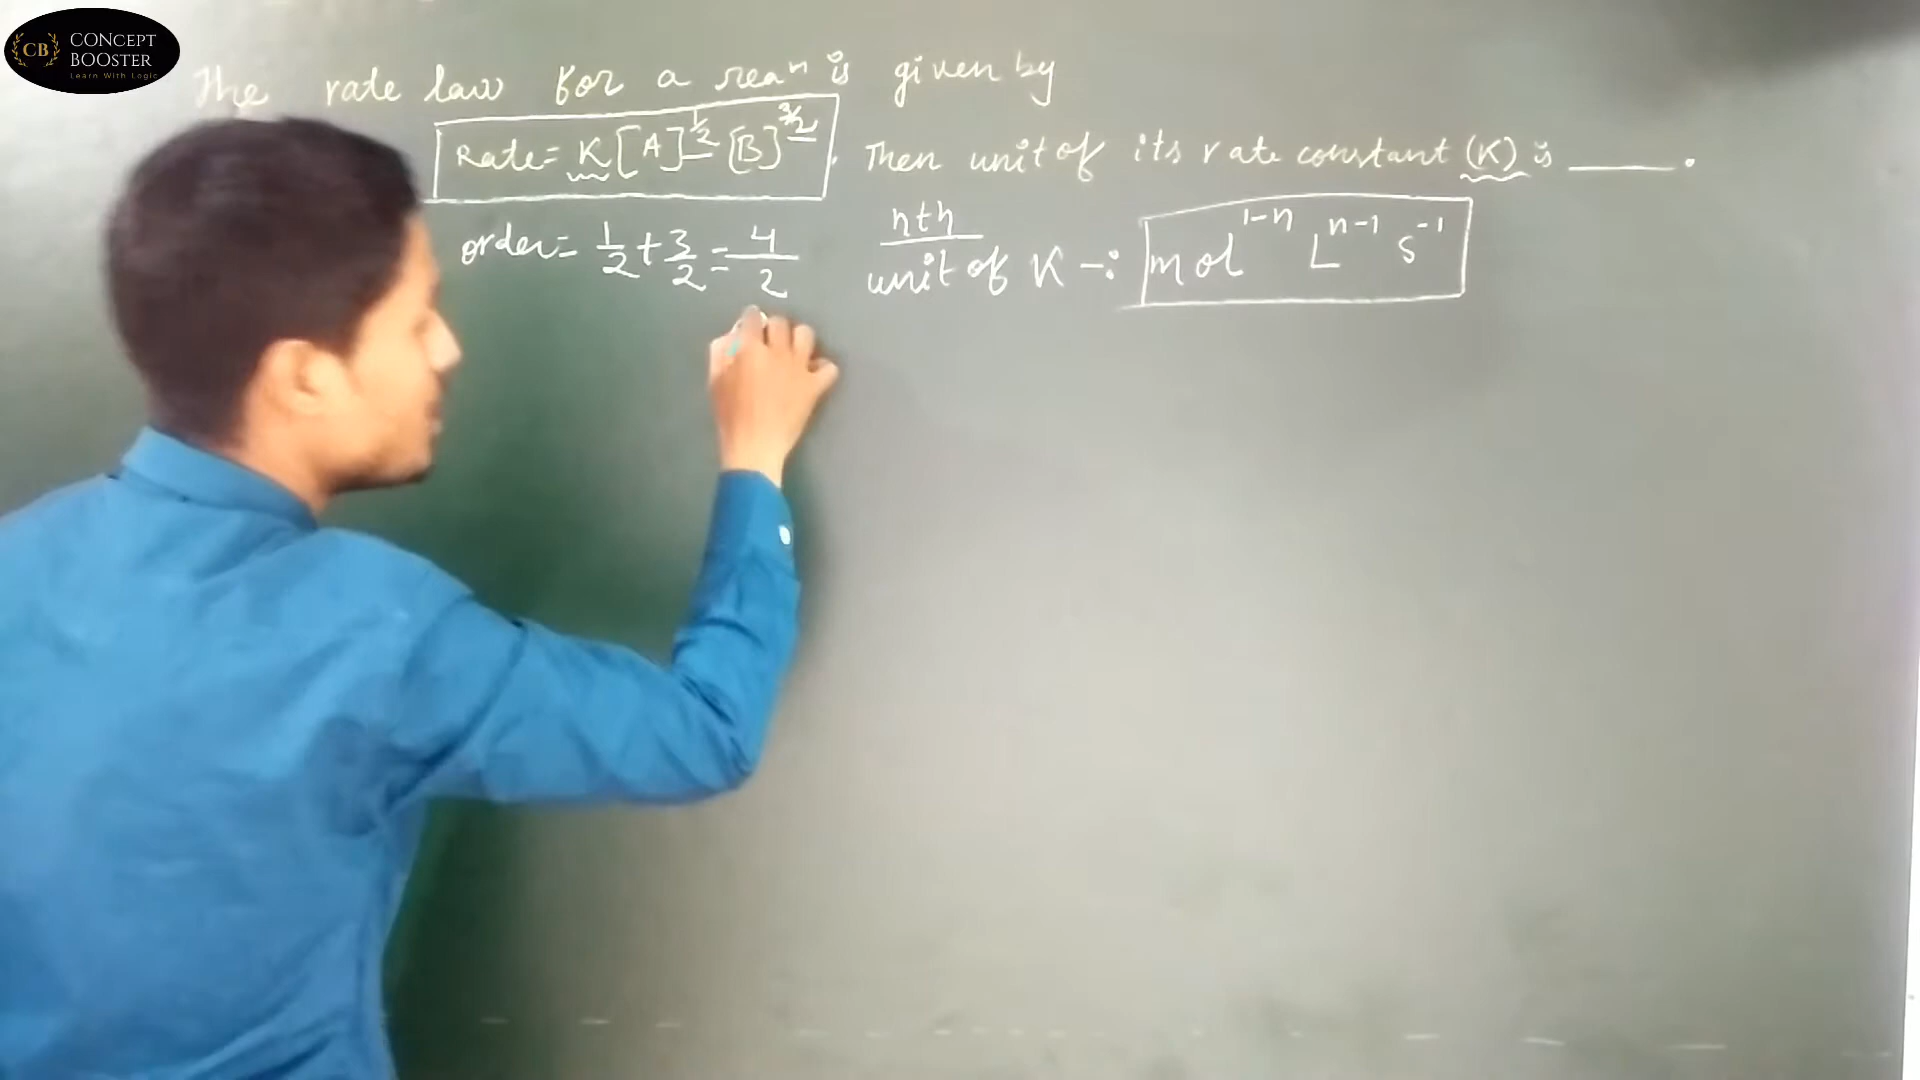 CB CONCEPT
BOOSTER
Learn With Logic
The rate law for a reaⁿ is given by
Rate = K[A]^1/2 [B]^3/2. Then unit of its rate constant (K) is ____.
order = 1/2 + 3/2 = 4/2
nth
unit of K -: mol^1-n L^n-1 s^-1